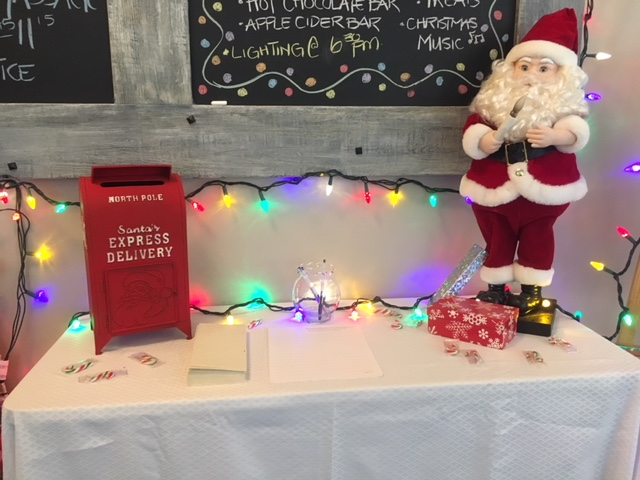 ICE
HOT CHOCOLATE BAR
• TREATS
• APPLE CIDER BAR
• CHRISTMAS
MUSIC
• LIGHTING @ 6:30 PM
NORTH POLE
Santa's
EXPRESS
DELIVERY